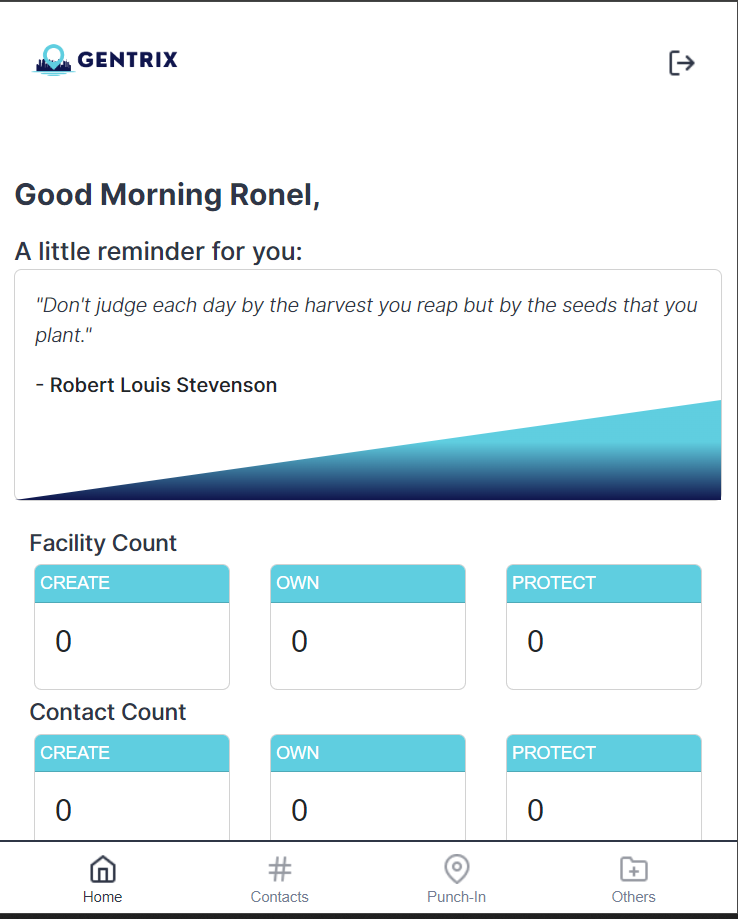 GENTRIX
Good Morning Ronel,
A little reminder for you:
"Don't judge each day by the harvest you reap but by the seeds that you
plant."
- Robert Louis Stevenson
Facility Count
CREATE OWN PROTECT
0 0 0
Contact Count
CREATE OWN PROTECT
0 0 0
Home Contacts Punch-In Others